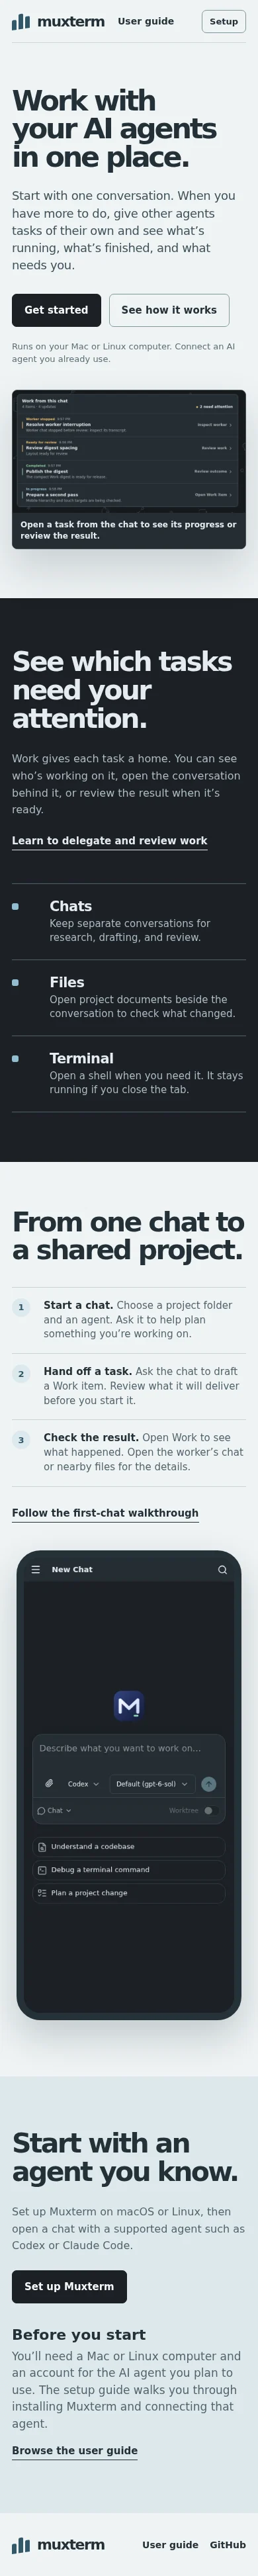 muxterm User guide Setup
Work with
your AI agents
in one place.
Start with one conversation. When you
have more to do, give other agents
tasks of their own and see what’s
running, what’s finished, and what
needs you.
Get started See how it works
Runs on your Mac or Linux computer. Connect an AI
agent you already use.
Work from this chat
2 need attention
Worker stopped
Resolve worker interruption
Inspect worker
Ready for review
Review digest spacing
Layout ready for review
Review work
Completed
Publish the digest
Review outcome
In progress
Prepare a second pass
Open Work item
Open a task from the chat to see its progress or
review the result.
See which tasks
need your
attention.
Work gives each task a home. You can see
who’s working on it, open the conversation
behind it, or review the result when it’s
ready.
Learn to delegate and review work
Chats
Keep separate conversations for
research, drafting, and review.
Files
Open project documents beside the
conversation to check what changed.
Terminal
Open a shell when you need it. It stays
running if you close the tab.
From one chat to
a shared project.
1 Start a chat. Choose a project folder
and an agent. Ask it to help plan
something you’re working on.
2 Hand off a task. Ask the chat to draft
a Work item. Review what it will deliver
before you start it.
3 Check the result. Open Work to see
what happened. Open the worker’s chat
or nearby files for the details.
Follow the first-chat walkthrough
New Chat
Describe what you want to work on...
Codex Default (gpt-6-sol)
Chat Worktree
Understand a codebase
Debug a terminal command
Plan a project change
Start with an
agent you know.
Set up Muxterm on macOS or Linux, then
open a chat with a supported agent such as
Codex or Claude Code.
Set up Muxterm
Before you start
You’ll need a Mac or Linux computer and
an account for the AI agent you plan to
use. The setup guide walks you through
installing Muxterm and connecting that
agent.
Browse the user guide
muxterm User guide GitHub